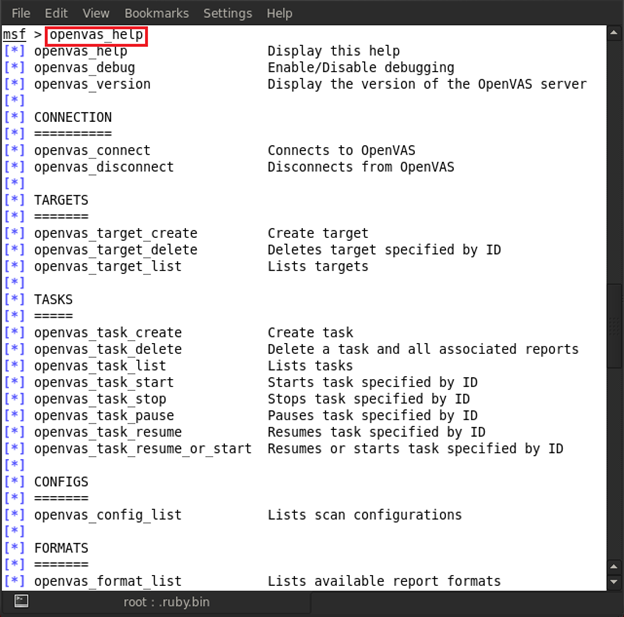 File Edit View Bookmarks Settings Help
msf > openvas_help
[*] openvas_help Display this help
[*] openvas_debug Enable/Disable debugging
[*] openvas_version Display the version of the OpenVAS server
[*]
[*] CONNECTION
[*] ==========
[*] openvas_connect Connects to OpenVAS
[*] openvas_disconnect Disconnects from OpenVAS
[*]
[*] TARGETS
[*] =======
[*] openvas_target_create Create target
[*] openvas_target_delete Deletes target specified by ID
[*] openvas_target_list Lists targets
[*]
[*] TASKS
[*] =====
[*] openvas_task_create Create task
[*] openvas_task_delete Delete a task and all associated reports
[*] openvas_task_list Lists tasks
[*] openvas_task_start Starts task specified by ID
[*] openvas_task_stop Stops task specified by ID
[*] openvas_task_pause Pauses task specified by ID
[*] openvas_task_resume Resumes task specified by ID
[*] openvas_task_resume_or_start Resumes or starts task specified by ID
[*]
[*] CONFIGS
[*] =======
[*] openvas_config_list Lists scan configurations
[*]
[*] FORMATS
[*] =======
[*] openvas_format_list Lists available report formats
root : .ruby.bin